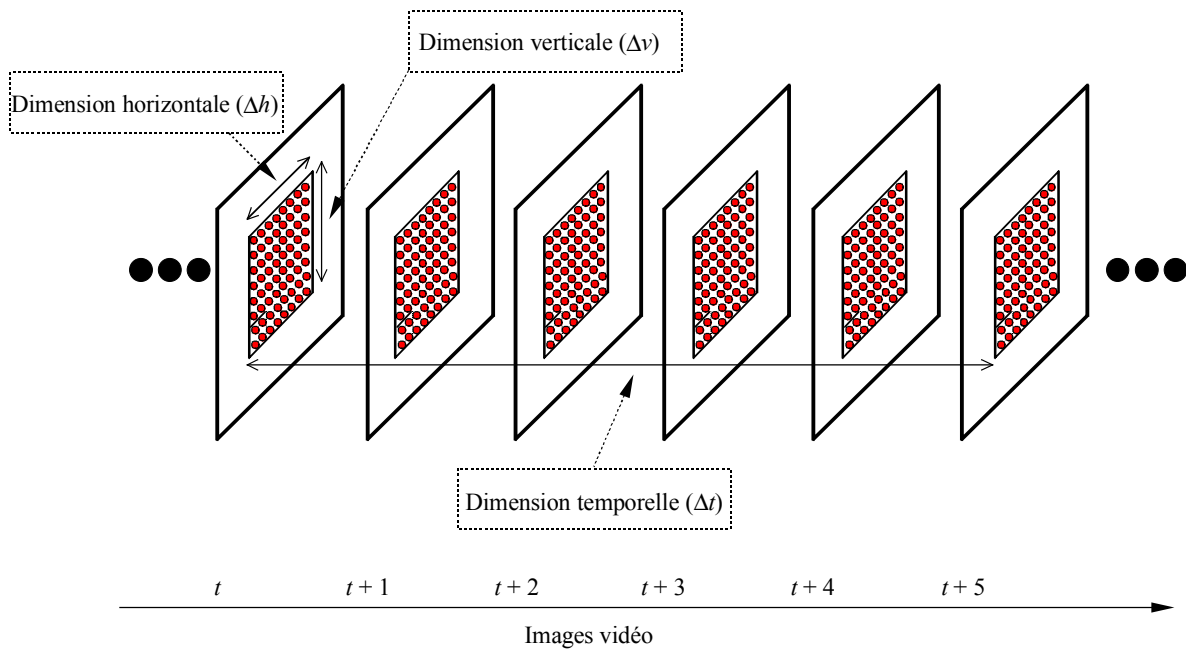 Dimension verticale (Δv)
Dimension horizontale (Δh)
Dimension temporelle (Δt)
t
t + 1
t + 2
t + 3
t + 4
t + 5
Images vidéo